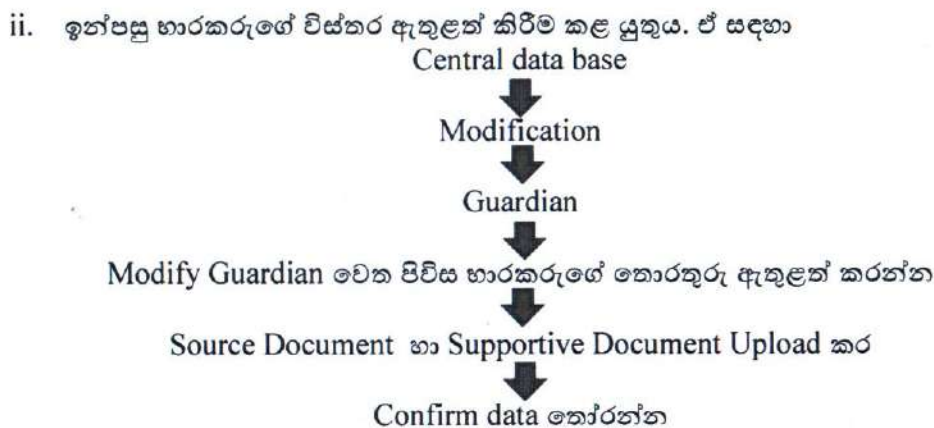 ii. ඉන්පසු භාරකරුගේ විස්තර ඇතුළත් කිරීම කළ යුතුය. ඒ සඳහා
Central data base
Modification
Guardian
Modify Guardian වෙත පිවිස භාරකරුගේ තොරතුරු ඇතුළත් කරන්න
Source Document හා Supportive Document Upload කර
Confirm data තෝරන්න